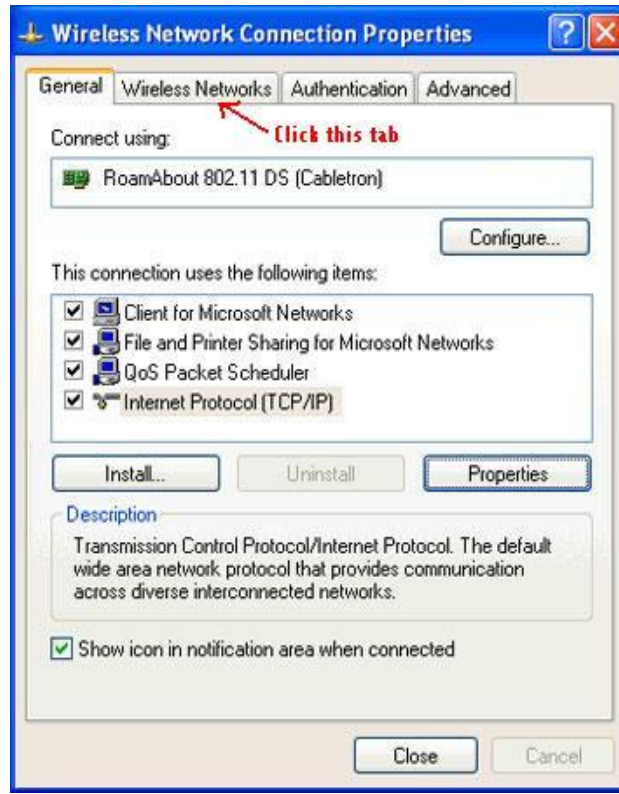 Wireless Network Connection Properties
General Wireless Networks Authentication Advanced
Click this tab
Connect using:
RoamAbout 802.11 DS (Cabletron)
Configure...
This connection uses the following items:
Client for Microsoft Networks
File and Printer Sharing for Microsoft Networks
QoS Packet Scheduler
Internet Protocol (TCP/IP)
Install... Uninstall Properties
Description
Transmission Control Protocol/Internet Protocol. The default
wide area network protocol that provides communication
across diverse interconnected networks.
Show icon in notification area when connected
Close Cancel